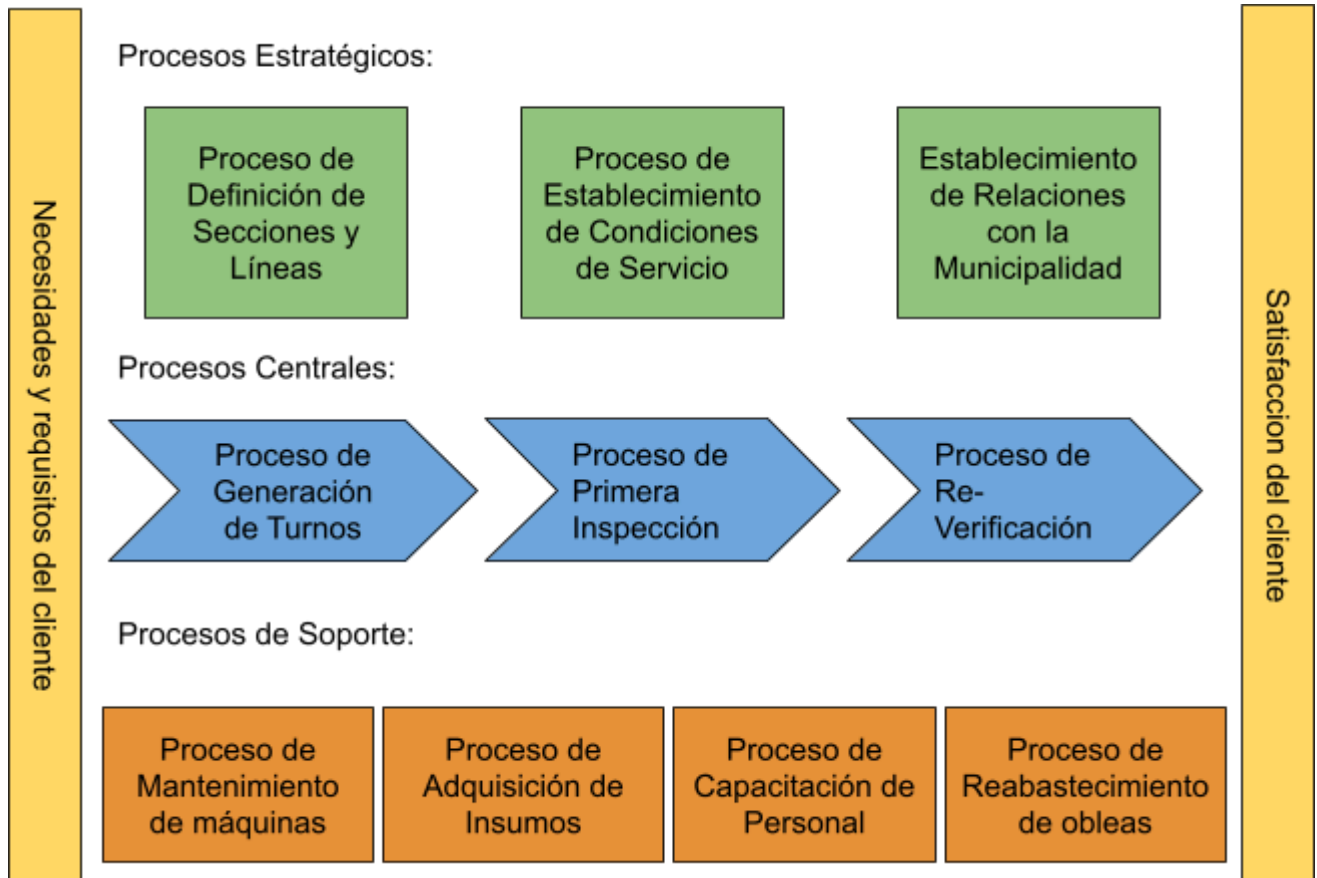 Necesidades y requisitos del cliente
Procesos Estratégicos:
Proceso de
Definición de
Secciones y
Líneas
Proceso de
Establecimiento
de Condiciones
de Servicio
Establecimiento
de Relaciones
con la
Municipalidad
Procesos Centrales:
Proceso de
Generación
de Turnos
Proceso de
Primera
Inspección
Proceso de
Re-
Verificación
Procesos de Soporte:
Proceso de
Mantenimiento
de máquinas
Proceso de
Adquisición de
Insumos
Proceso de
Capacitación de
Personal
Proceso de
Reabastecimiento
de obleas
Satisfaccion del cliente